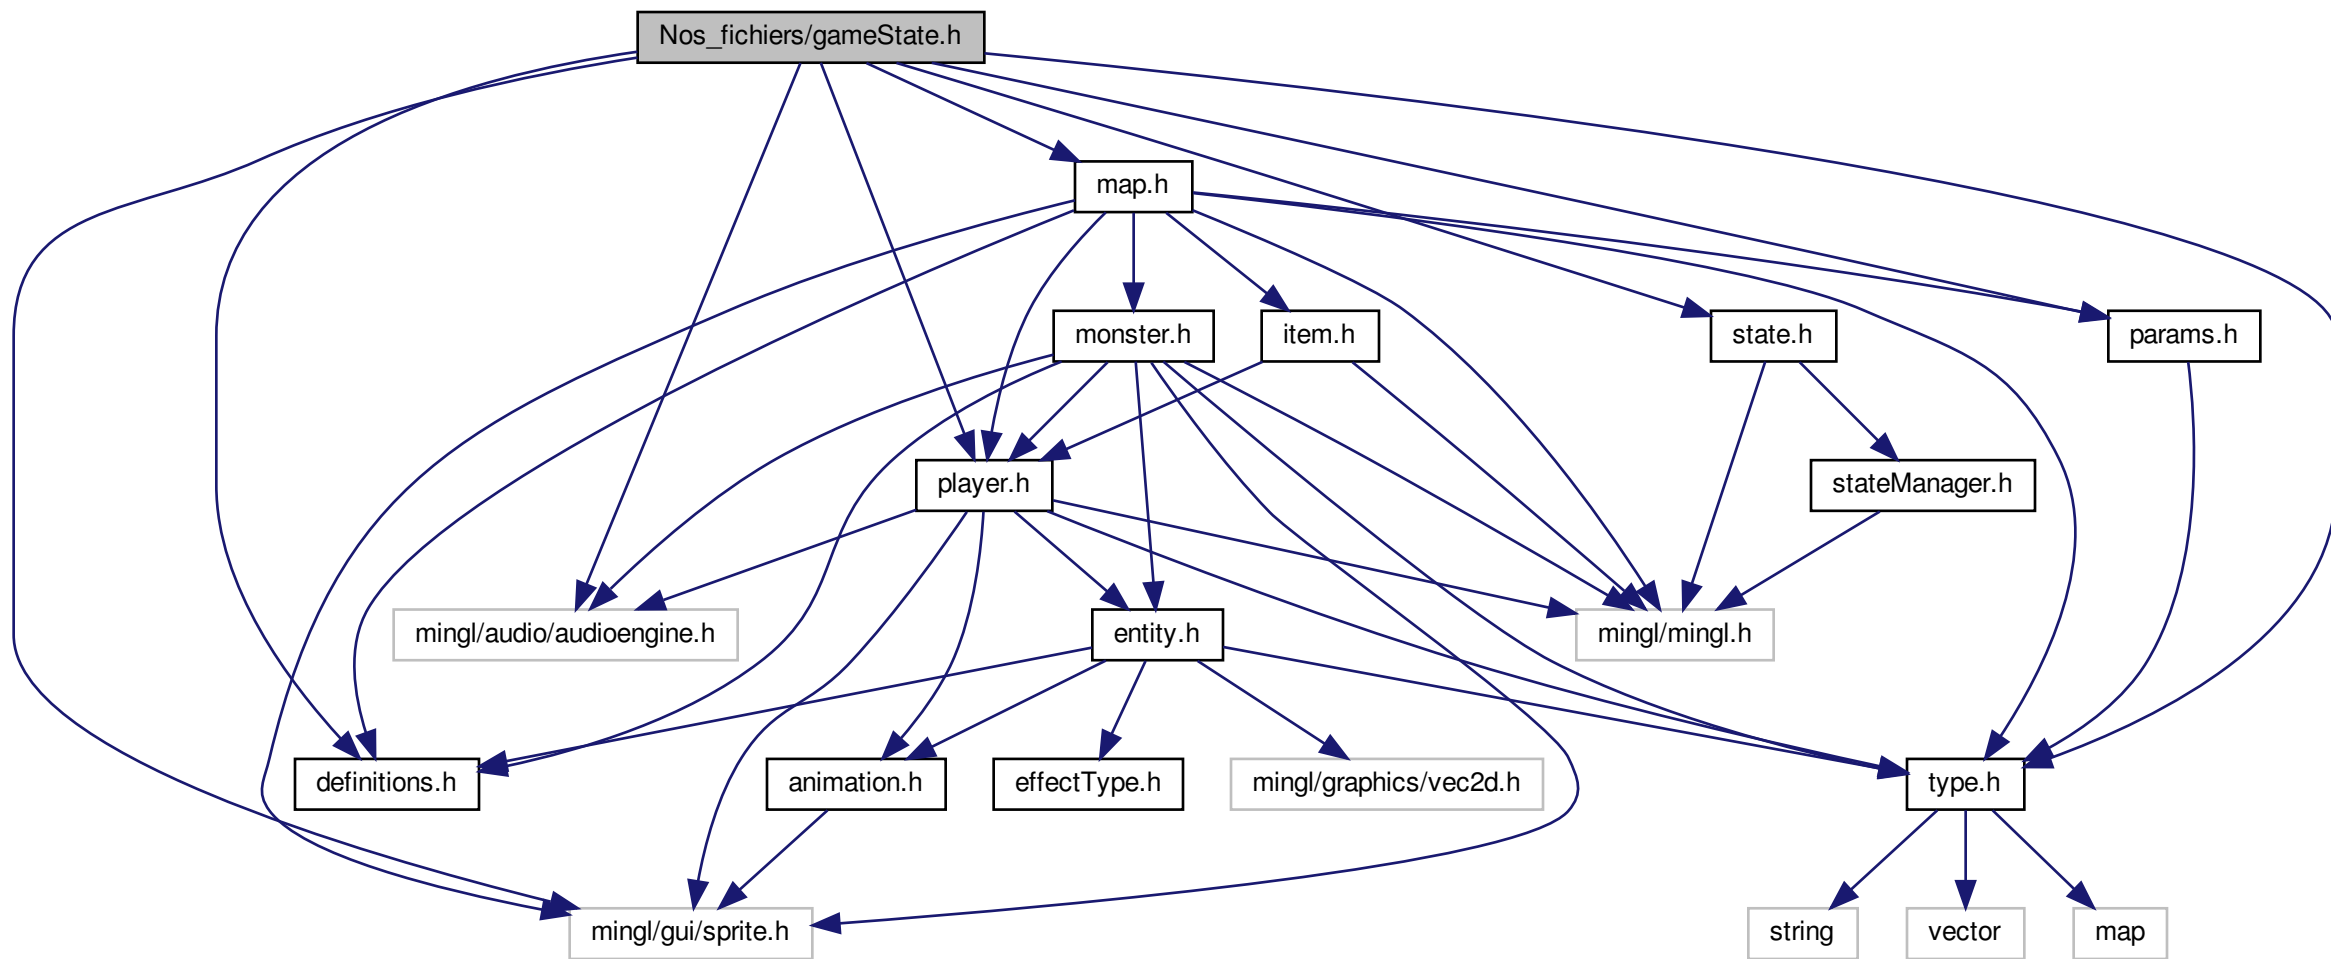 Nos_fichiers/gameState.h
map.h
monster.h
item.h
state.h
params.h
player.h
stateManager.h
mingl/audio/audioengine.h
entity.h
mingl/mingl.h
definitions.h
animation.h
effectType.h
mingl/graphics/vec2d.h
type.h
mingl/gui/sprite.h
string
vector
map